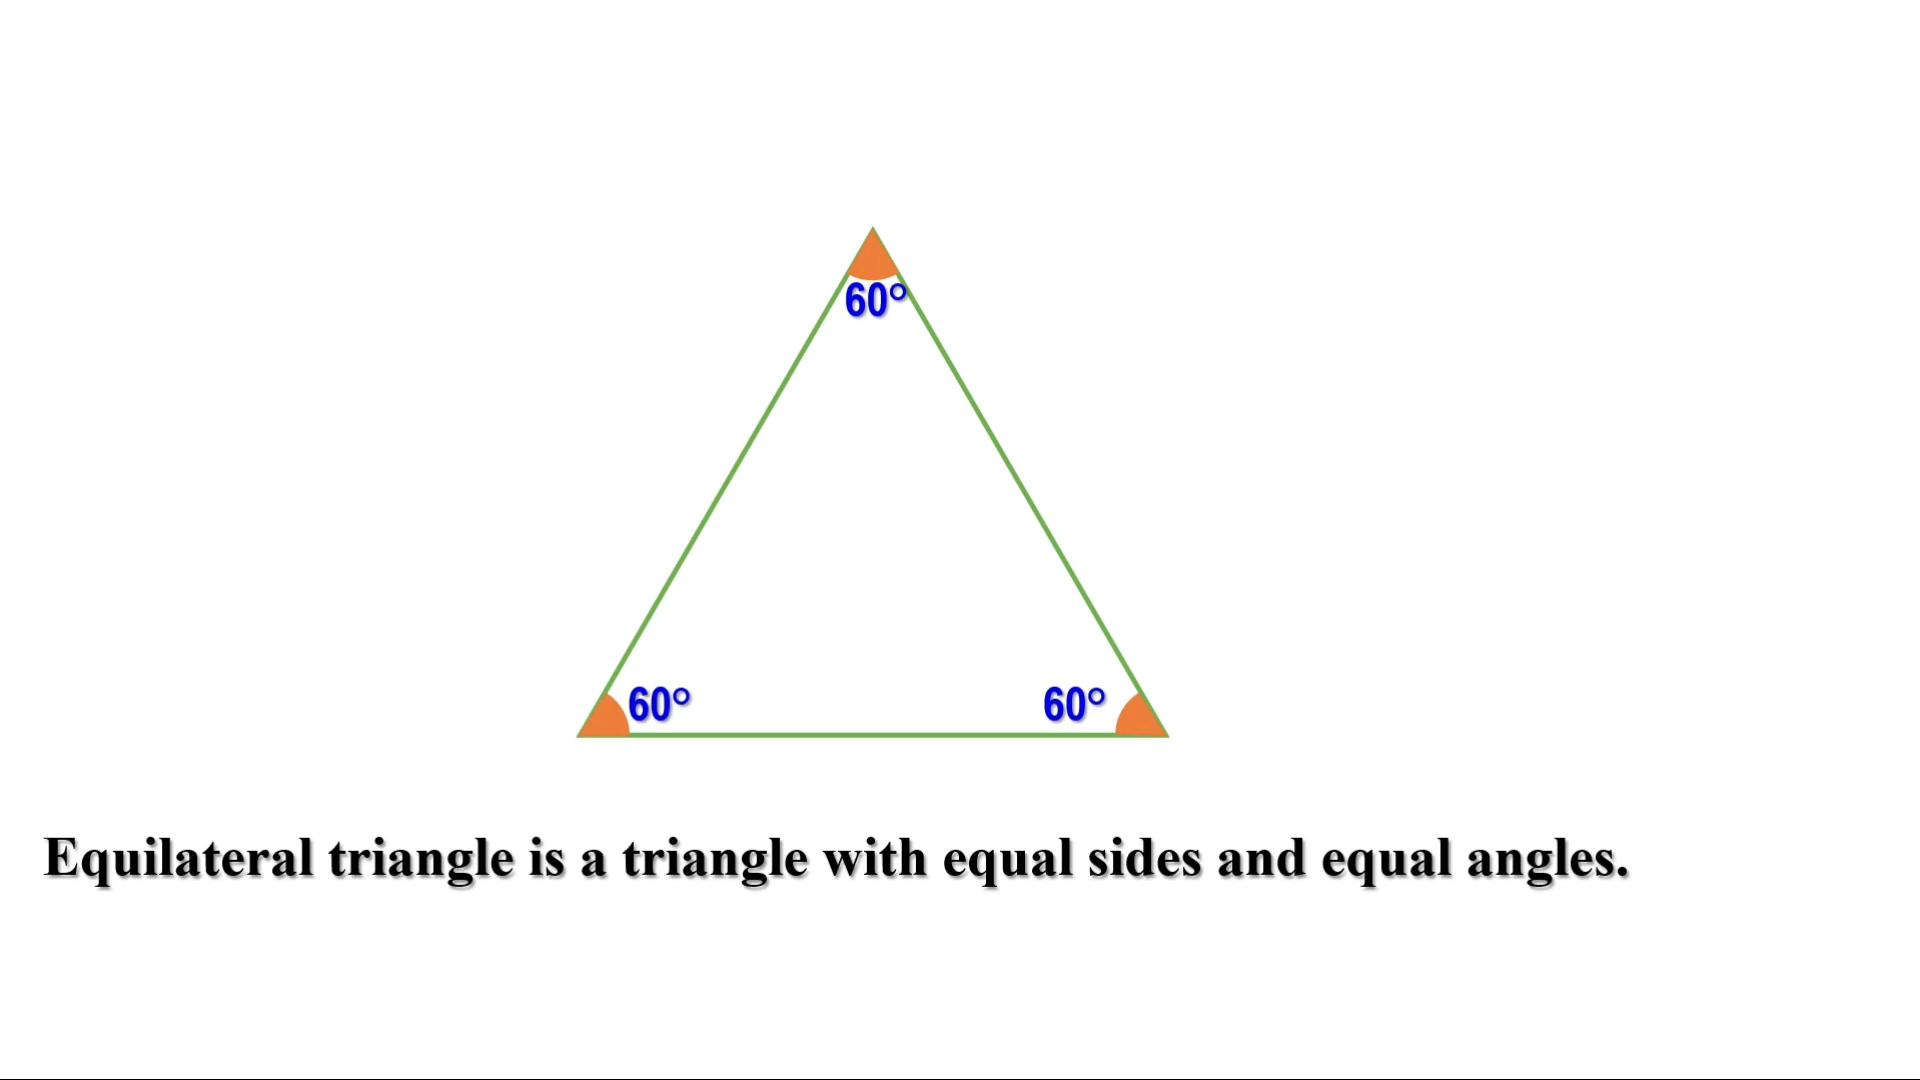 60°
60° 60°
Equilateral triangle is a triangle with equal sides and equal angles.